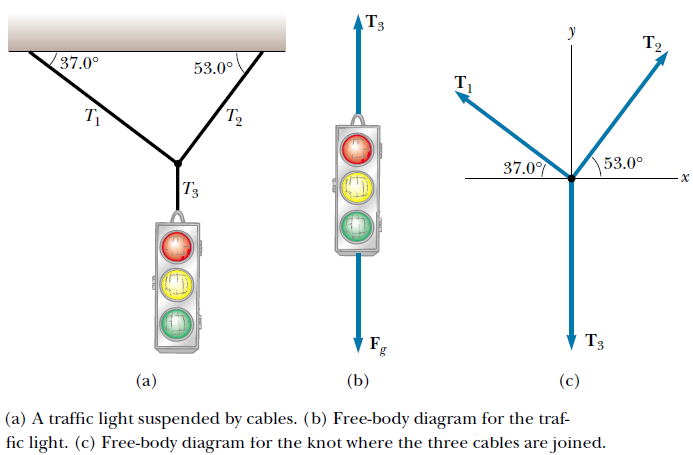 37.0°
53.0°
T1
T2
T3
(a)
T3
Fg
(b)
y
T2
T1
37.0°
53.0°
x
T3
(c)
(a) A traffic light suspended by cables. (b) Free-body diagram for the traf-
fic light. (c) Free-body diagram for the knot where the three cables are joined.